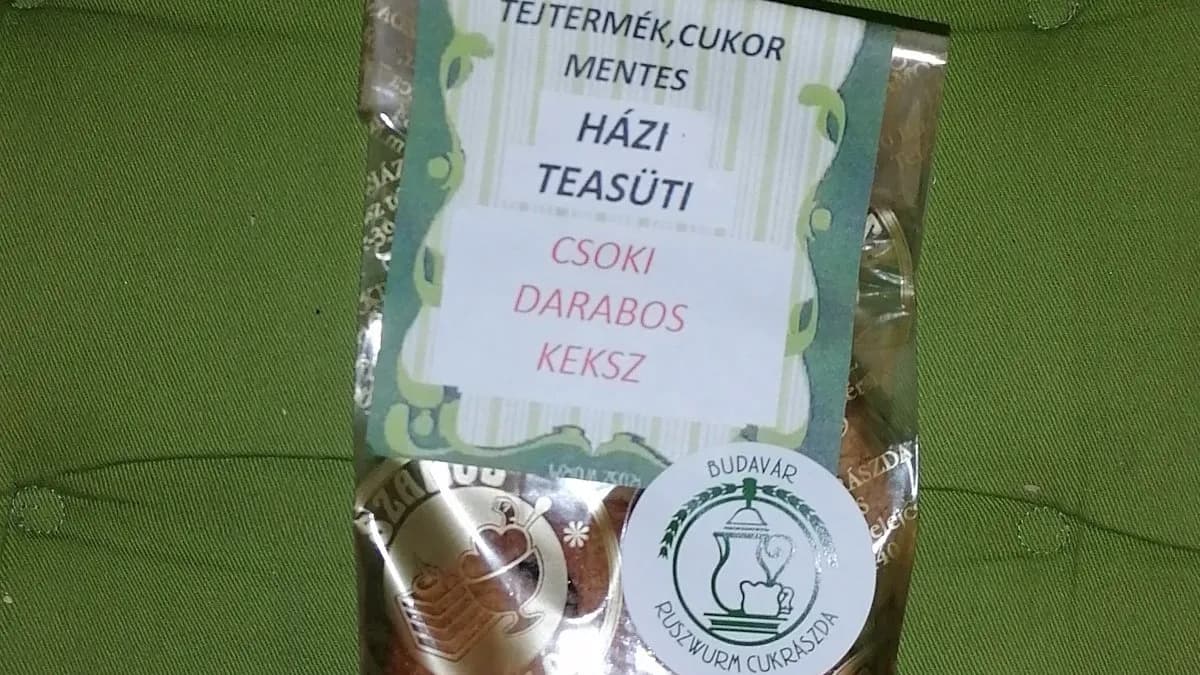 TEJTERMÉK,CUKOR
MENTES
HÁZI
TEASÜTI
CSOKI
DARABOS
KEKSZ
BUDAVÁR
RUSZWURM CUKRÁSZDA